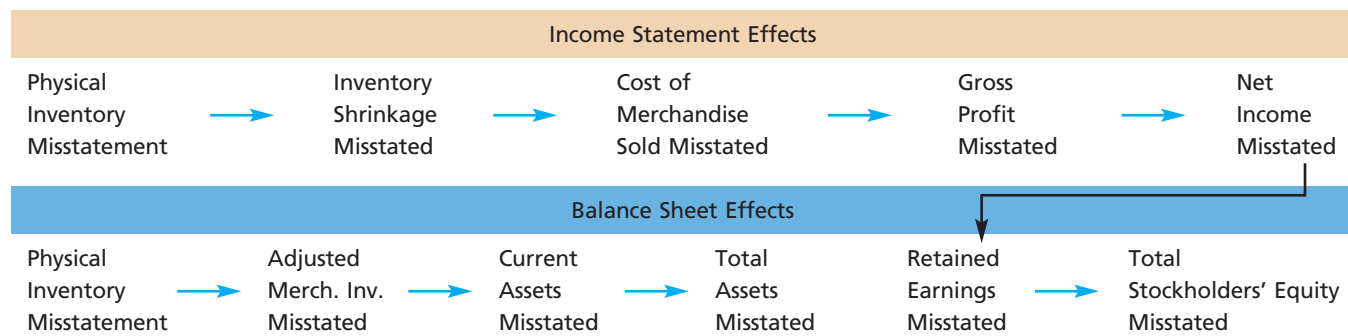 Income Statement Effects
Physical
Inventory
Misstatement
Inventory
Shrinkage
Misstated
Cost of
Merchandise
Sold Misstated
Gross
Profit
Misstated
Net
Income
Misstated
Balance Sheet Effects
Physical
Inventory
Misstatement
Adjusted
Merch. Inv.
Misstated
Current
Assets
Misstated
Total
Assets
Misstated
Retained
Earnings
Misstated
Total
Stockholders' Equity
Misstated